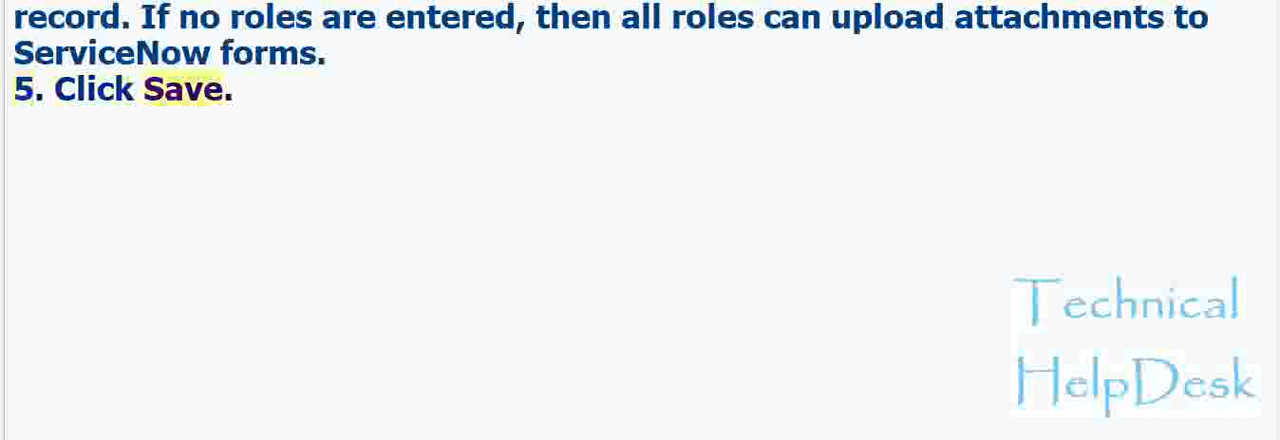 record. If no roles are entered, then all roles can upload attachments to
ServiceNow forms.
5. Click Save.
Technical
HelpDesk